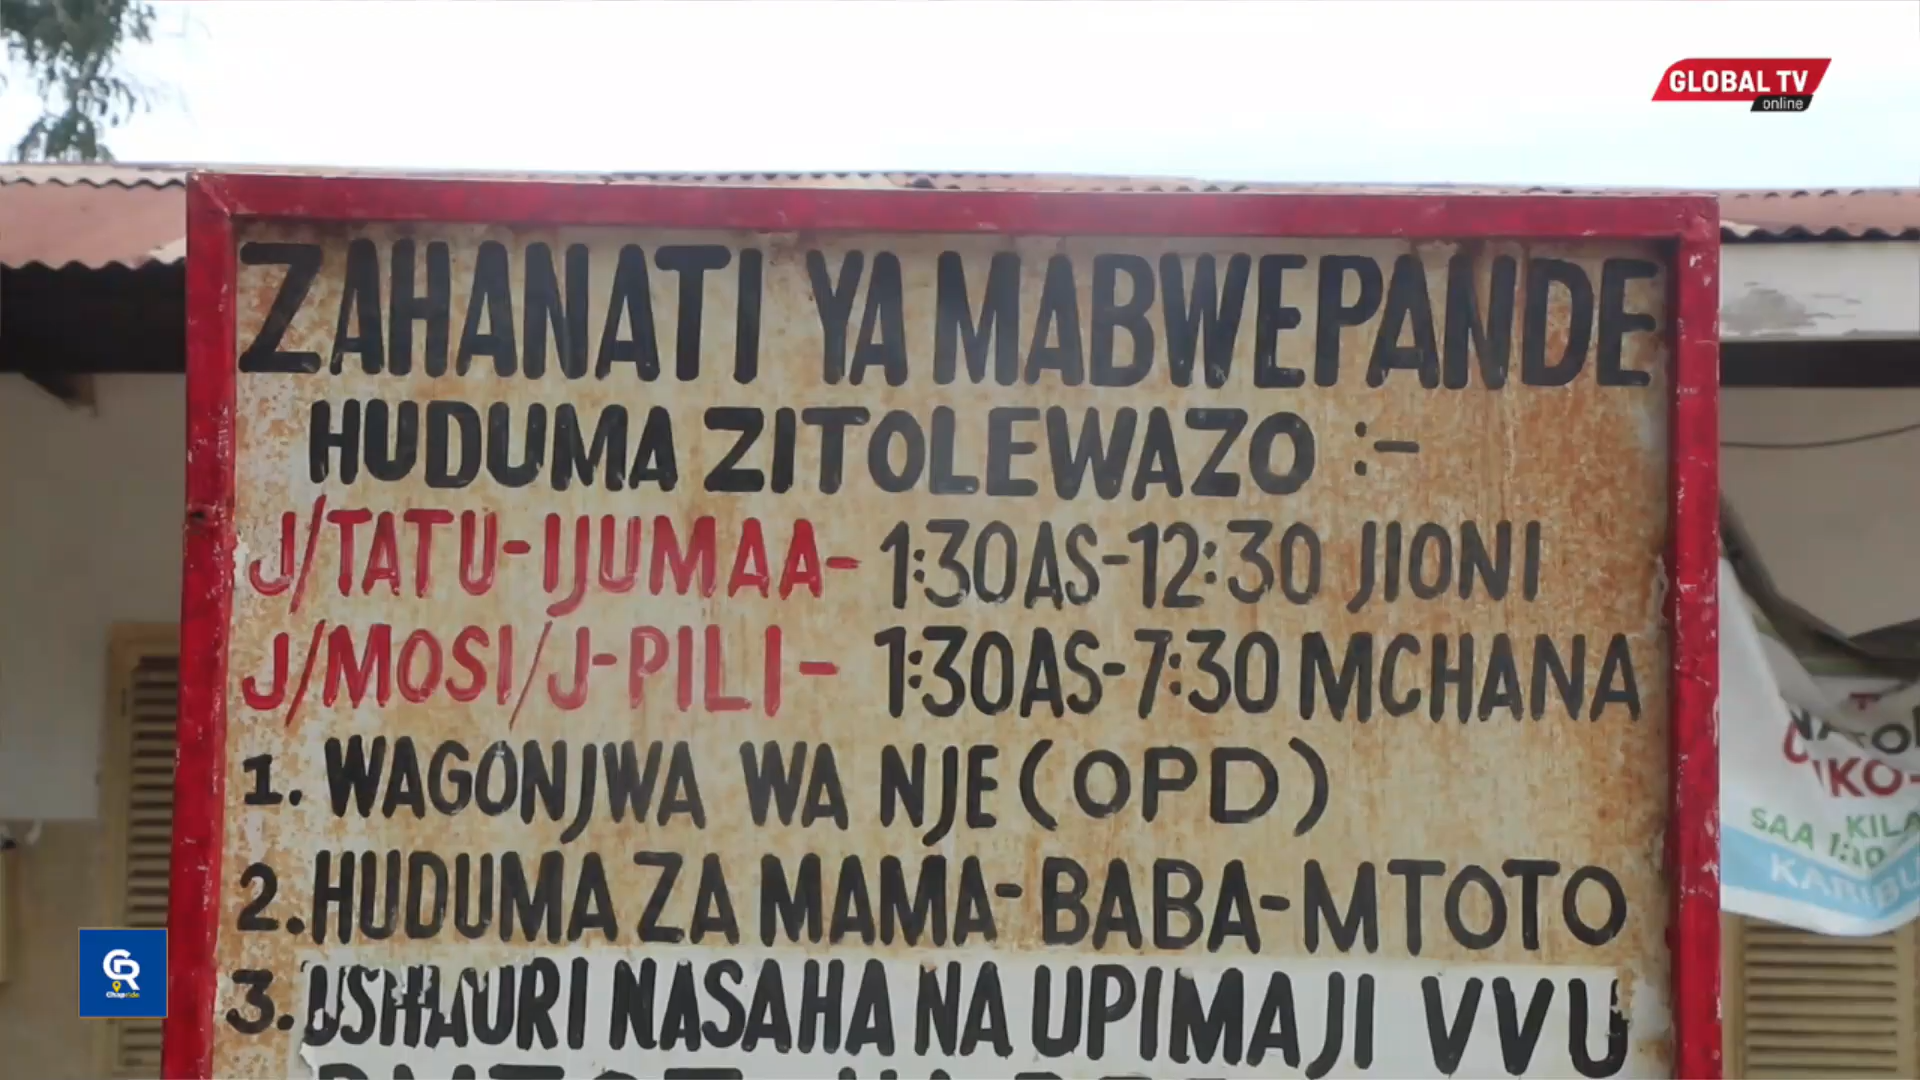 GLOBAL TV
online
ZAHANATI YA MABWEPANDE
HUDUMA ZITOLEWAZO :-
J/TATU-IJUMAA- 1:30AS-12:30 JIONI
J/MOSI/J-PILI- 1:30AS-7:30 MCHANA
1. WAGONJWA WA NJE (OPD)
2. HUDUMA ZA MAMA-BABA-MTOTO
3. USHAURI NASAHA NA UPIMAJI VVU
SAA
GR